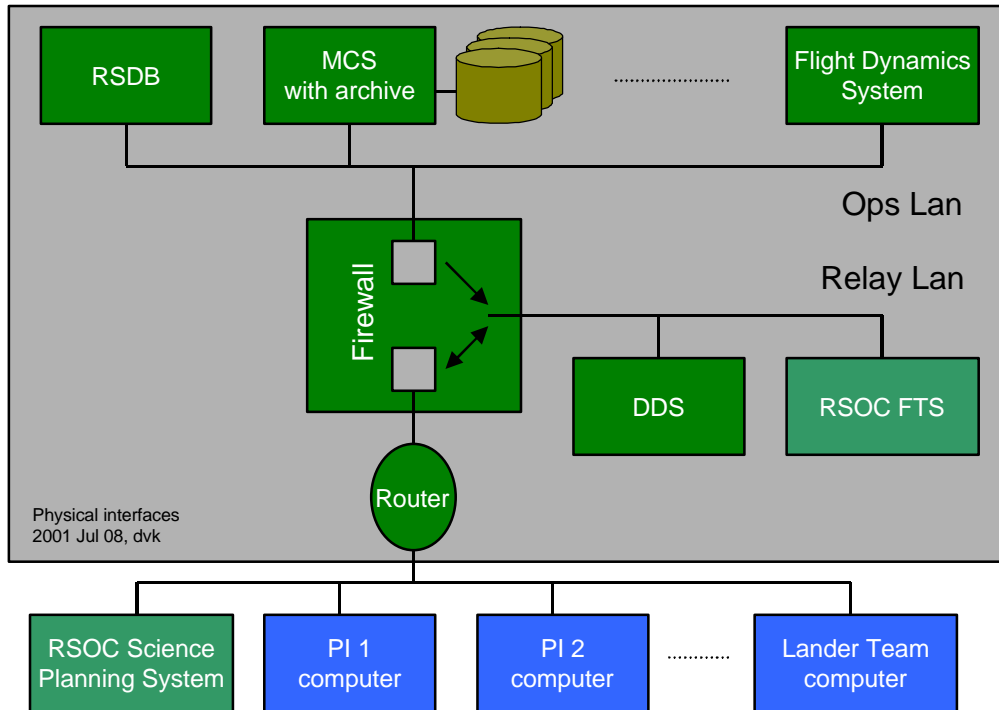 RSDB
MCS
with archive
Flight Dynamics
System
Ops Lan
Relay Lan
Firewall
DDS
RSOC FTS
Router
Physical interfaces
2001 Jul 08, dvk
RSOC Science
Planning System
PI 1
computer
PI 2
computer
Lander Team
computer